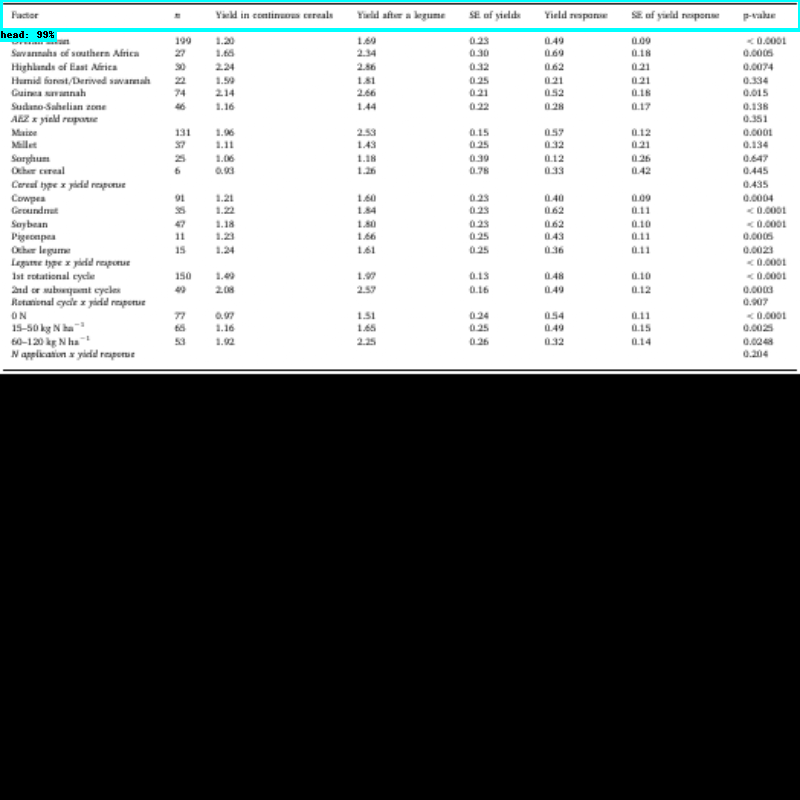 Factor n Yield in continuous cereals Yield after a legume SE of yields Yield response SE of yield response p-value
head: 99%
mean 199 1.20 1.69 0.23 0.49 0.09 < 0.0001
Savannahs of southern Africa 27 1.65 2.34 0.30 0.69 0.18 0.0005
Highlands of East Africa 30 2.24 2.86 0.32 0.62 0.21 0.0074
Humid forest/Derived savannah 22 1.59 1.81 0.25 0.21 0.21 0.334
Guinea savannah 74 2.14 2.66 0.21 0.52 0.18 0.015
Sudano-Sahelian zone 46 1.16 1.44 0.22 0.28 0.17 0.138
AEZ x yield response 0.351
Maize 131 1.96 2.53 0.15 0.57 0.12 0.0001
Millet 37 1.11 1.43 0.25 0.32 0.21 0.134
Sorghum 25 1.06 1.18 0.39 0.12 0.26 0.647
Other cereal 6 0.93 1.26 0.78 0.33 0.42 0.445
Cereal type x yield response 0.435
Cowpea 91 1.21 1.60 0.23 0.40 0.09 0.0004
Groundnut 35 1.22 1.84 0.23 0.62 0.11 < 0.0001
Soybean 47 1.18 1.80 0.23 0.62 0.10 < 0.0001
Pigeonpea 11 1.23 1.66 0.25 0.43 0.11 0.0005
Other legume 15 1.24 1.61 0.25 0.36 0.11 0.0023
Legume type x yield response < 0.0001
1st rotational cycle 150 1.49 1.97 0.13 0.48 0.10 < 0.0001
2nd or subsequent cycles 49 2.08 2.57 0.16 0.49 0.12 0.0003
Rotational cycle x yield response 0.907
0 N 77 0.97 1.51 0.24 0.54 0.11 < 0.0001
15–50 kg N ha⁻¹ 65 1.16 1.65 0.25 0.49 0.15 0.0025
60–120 kg N ha⁻¹ 53 1.92 2.25 0.26 0.32 0.14 0.0248
N application x yield response 0.204